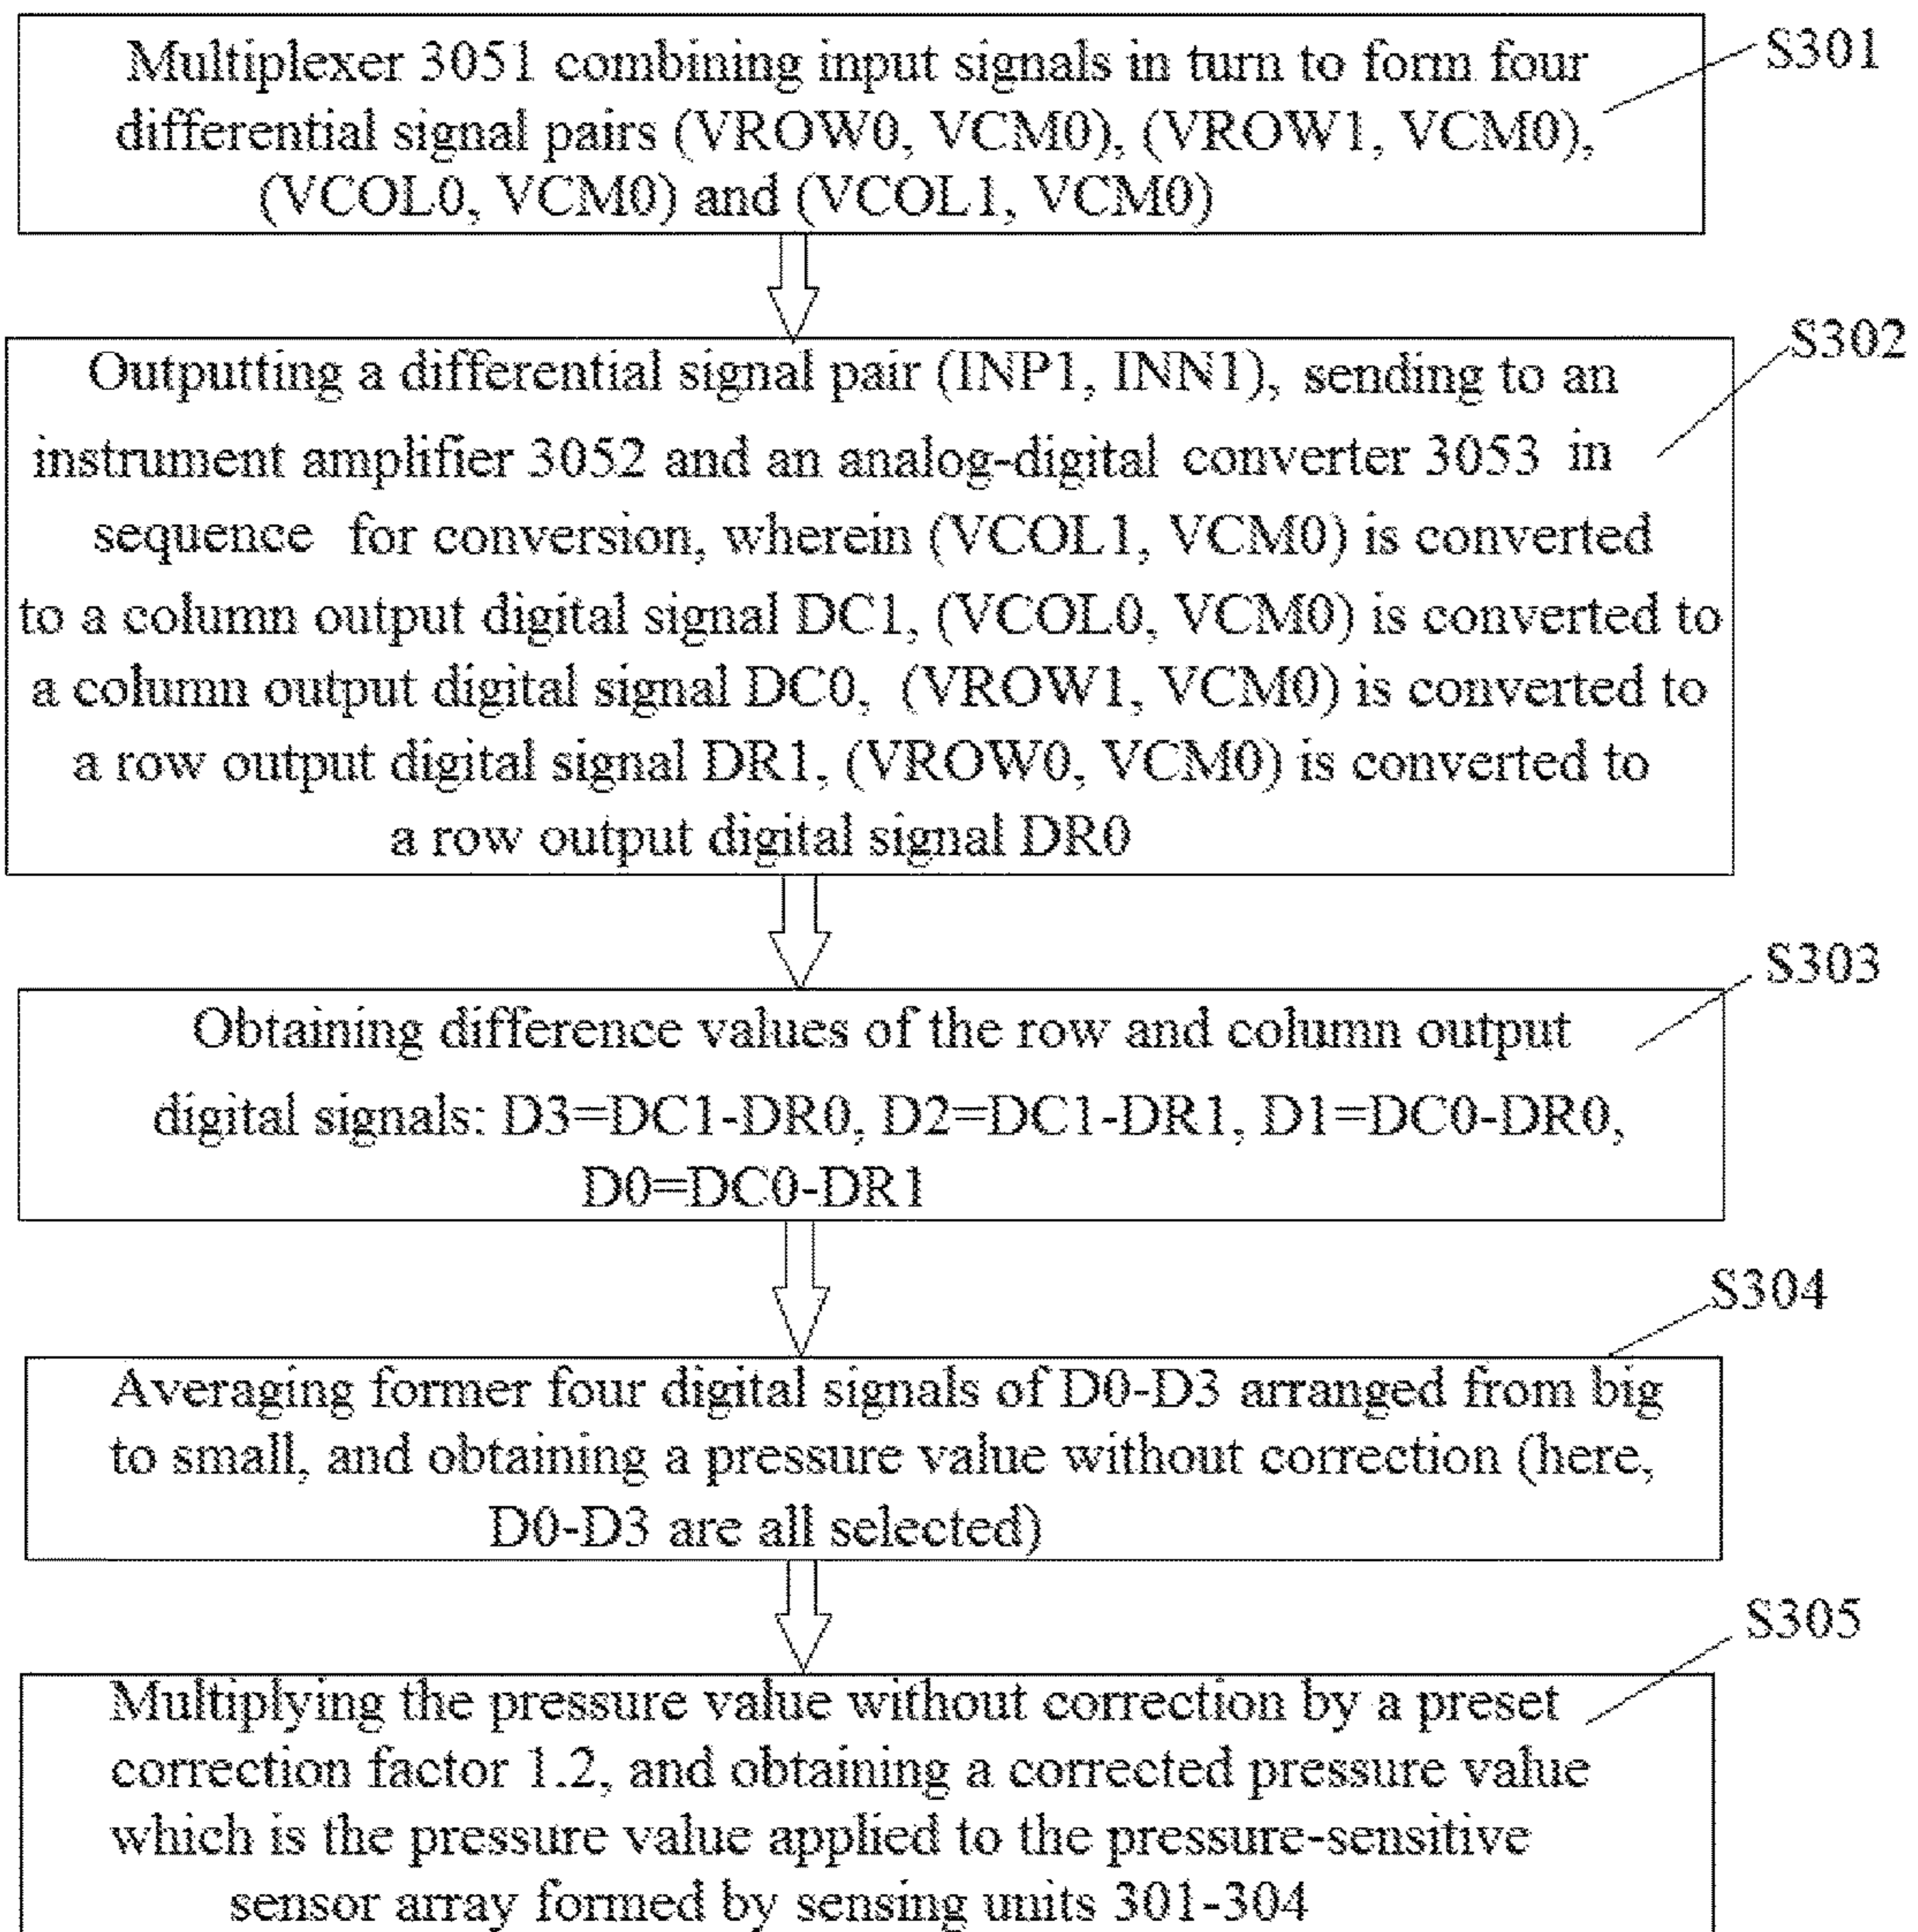 Multiplexer 3051 combining input signals in turn to form four
differential signal pairs (VROW0, VCM0), (VROW1, VCM0),
(VCOL0, VCM0) and (VCOL1, VCM0)
S301
Outputting a differential signal pair (INP1, INN1), sending to an
instrument amplifier 3052 and an analog-digital converter 3053 in
sequence for conversion, wherein (VCOL1, VCM0) is converted
to a column output digital signal DC1, (VCOL0, VCM0) is converted to
a column output digital signal DC0, (VROW1, VCM0) is converted to
a row output digital signal DR1, (VROW0, VCM0) is converted to
a row output digital signal DR0
S302
Obtaining difference values of the row and column output
digital signals: D3=DC1-DR0, D2=DC1-DR1, D1=DC0-DR0,
D0=DC0-DR1
S303
Averaging former four digital signals of D0-D3 arranged from big
to small, and obtaining a pressure value without correction (here,
D0-D3 are all selected)
S304
Multiplying the pressure value without correction by a preset
correction factor 1.2, and obtaining a corrected pressure value
which is the pressure value applied to the pressure-sensitive
sensor array formed by sensing units 301-304
S305